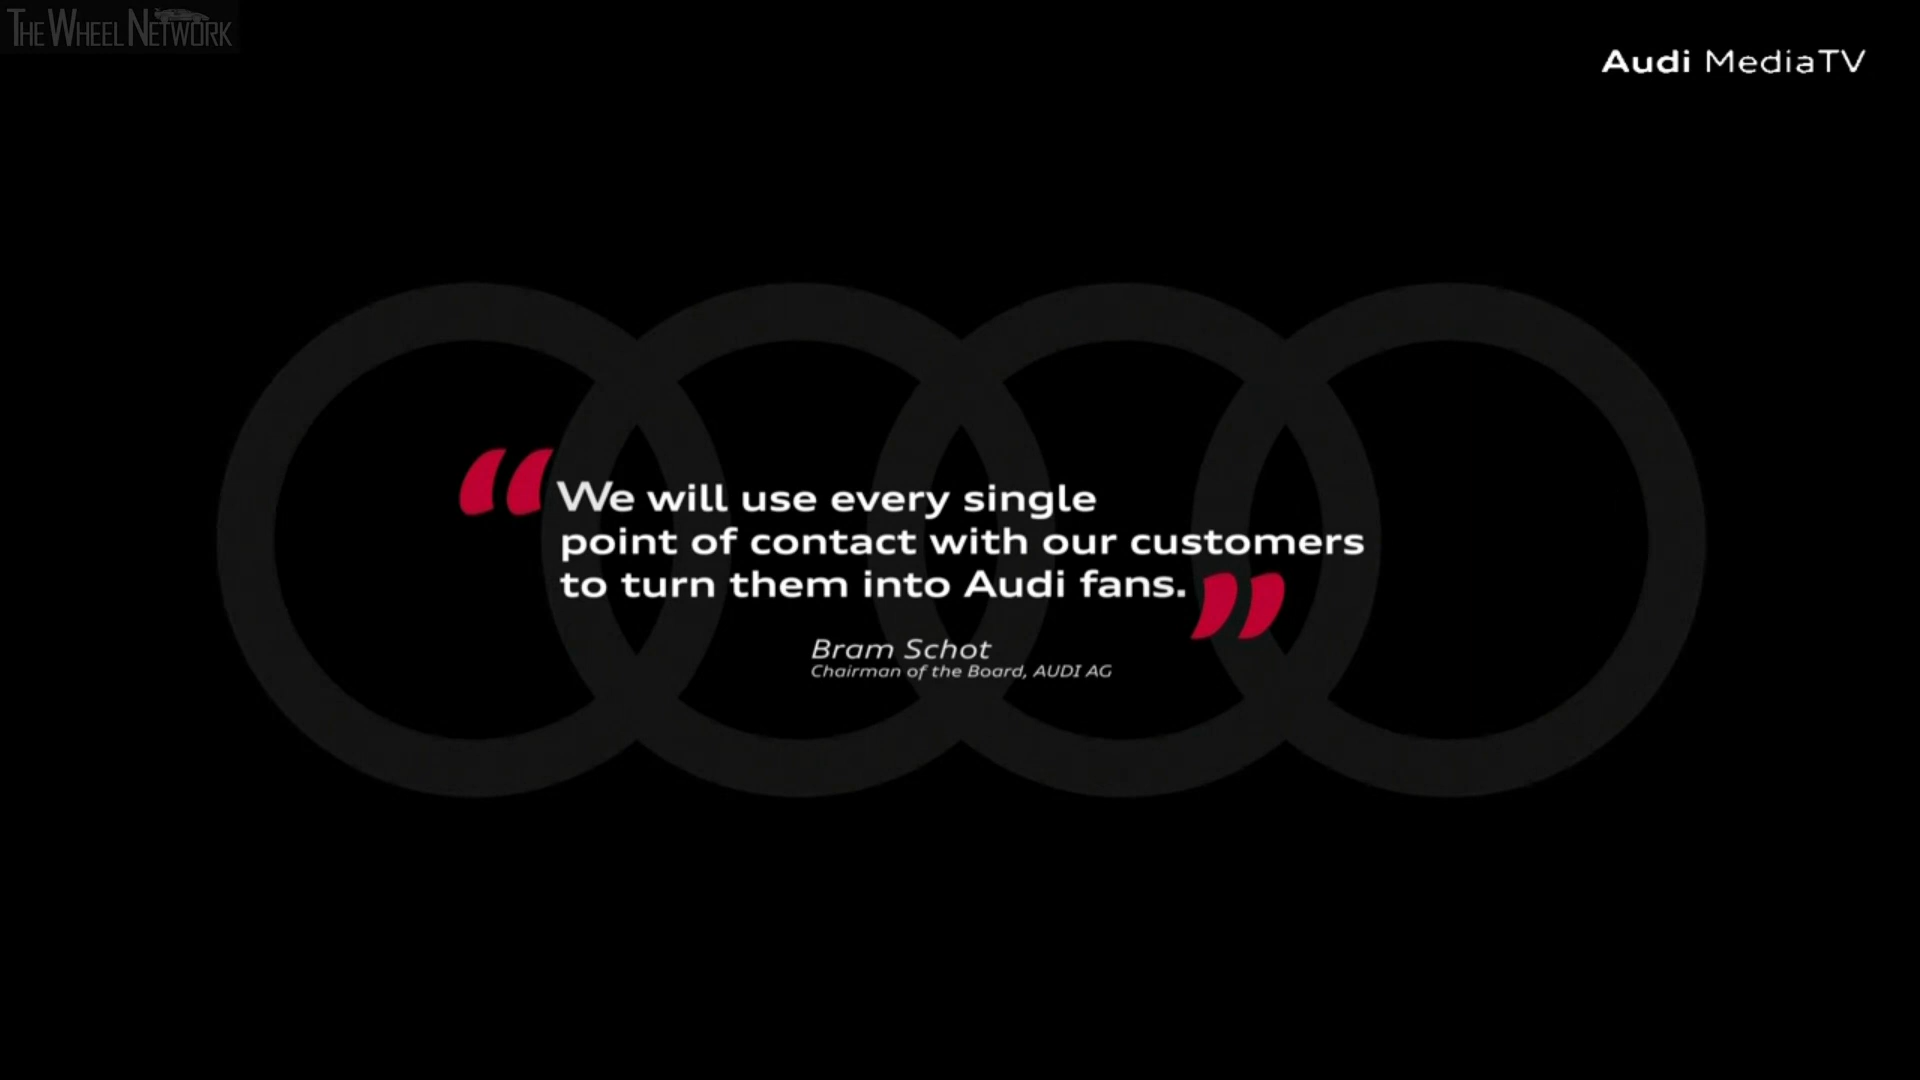 THE WHEEL NETWORK
Audi MediaTV
“We will use every single
point of contact with our customers
to turn them into Audi fans.”
Bram Schot
Chairman of the Board, AUDI AG